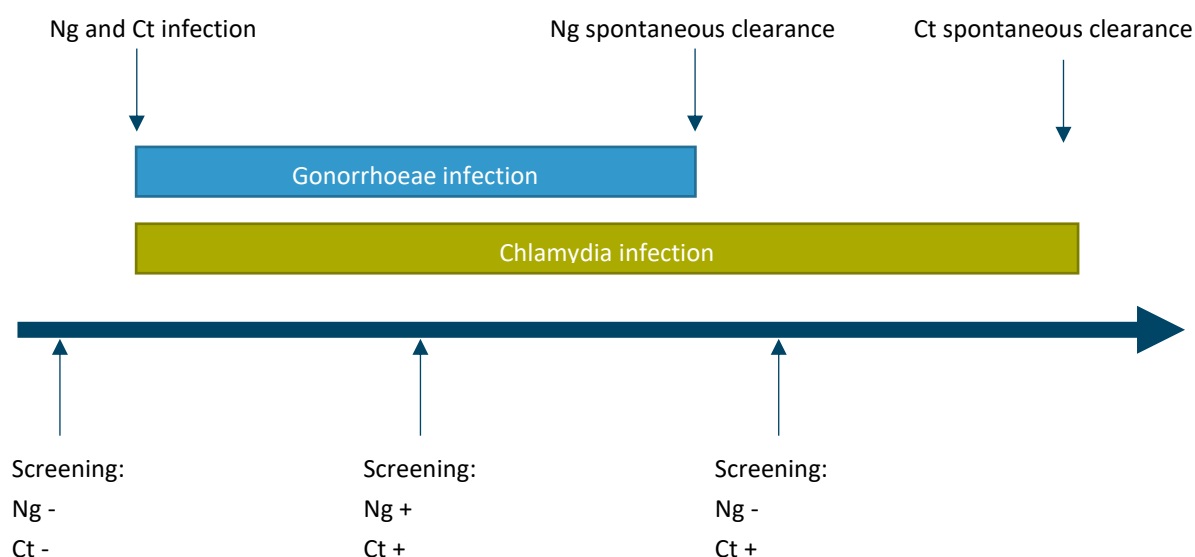 Ng and Ct infection
Ng spontaneous clearance
Ct spontaneous clearance
Gonorrhoeae infection
Chlamydia infection
Screening:
Ng -
Ct -
Screening:
Ng +
Ct +
Screening:
Ng -
Ct +